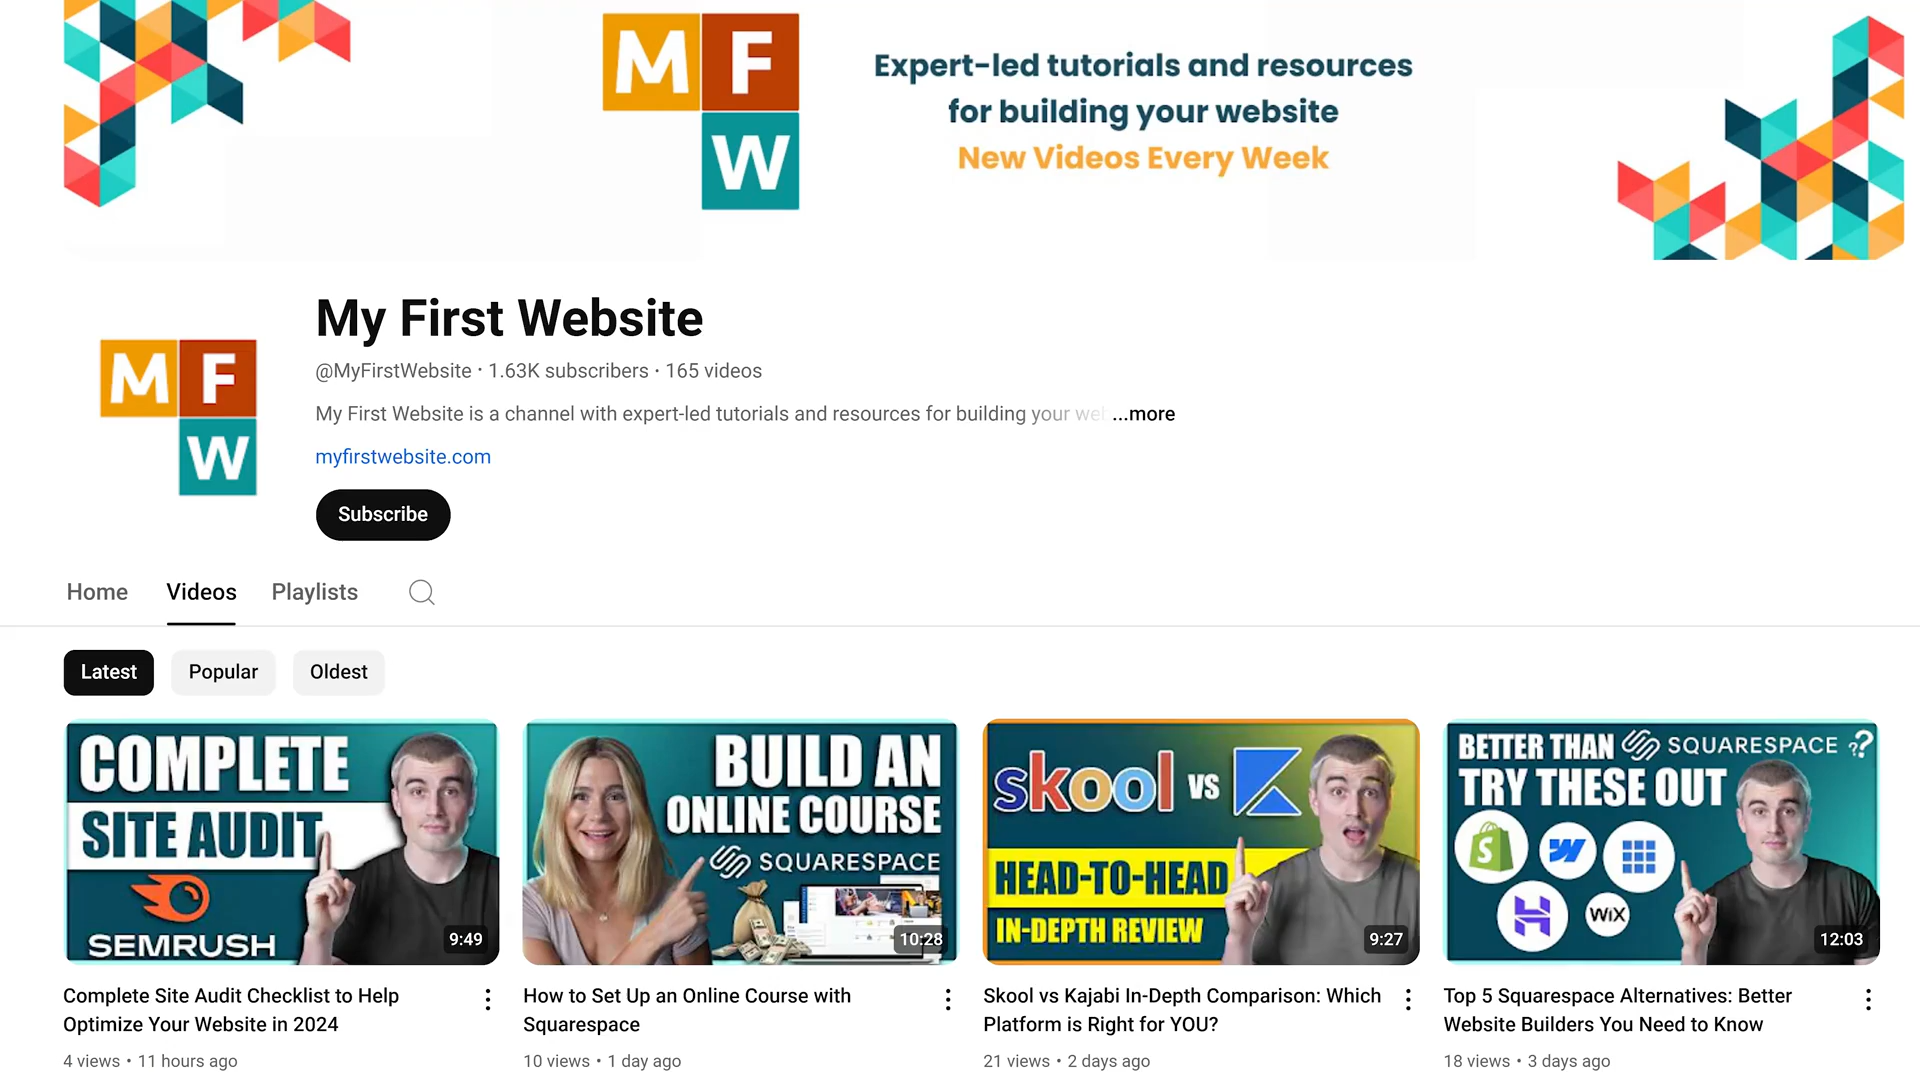 M F
W
Expert-led tutorials and resources
for building your website
New Videos Every Week
M F
W
My First Website
@MyFirstWebsite · 1.63K subscribers · 165 videos
My First Website is a channel with expert-led tutorials and resources for building your ...more
myfirstwebsite.com
Subscribe
Home Videos Playlists
Latest Popular Oldest
COMPLETE
SITE AUDIT
SEMRUSH
9:49
BUILD AN
ONLINE COURSE
SQUARESPACE
10:28
skool vs
HEAD-TO-HEAD
IN-DEPTH REVIEW
9:27
BETTER THAN SQUARESPACE ??
TRY THESE OUT
S
WiX
12:03
Complete Site Audit Checklist to Help
Optimize Your Website in 2024
4 views • 11 hours ago
How to Set Up an Online Course with
Squarespace
10 views • 1 day ago
Skool vs Kajabi In-Depth Comparison: Which
Platform is Right for YOU?
21 views • 2 days ago
Top 5 Squarespace Alternatives: Better
Website Builders You Need to Know
18 views • 3 days ago